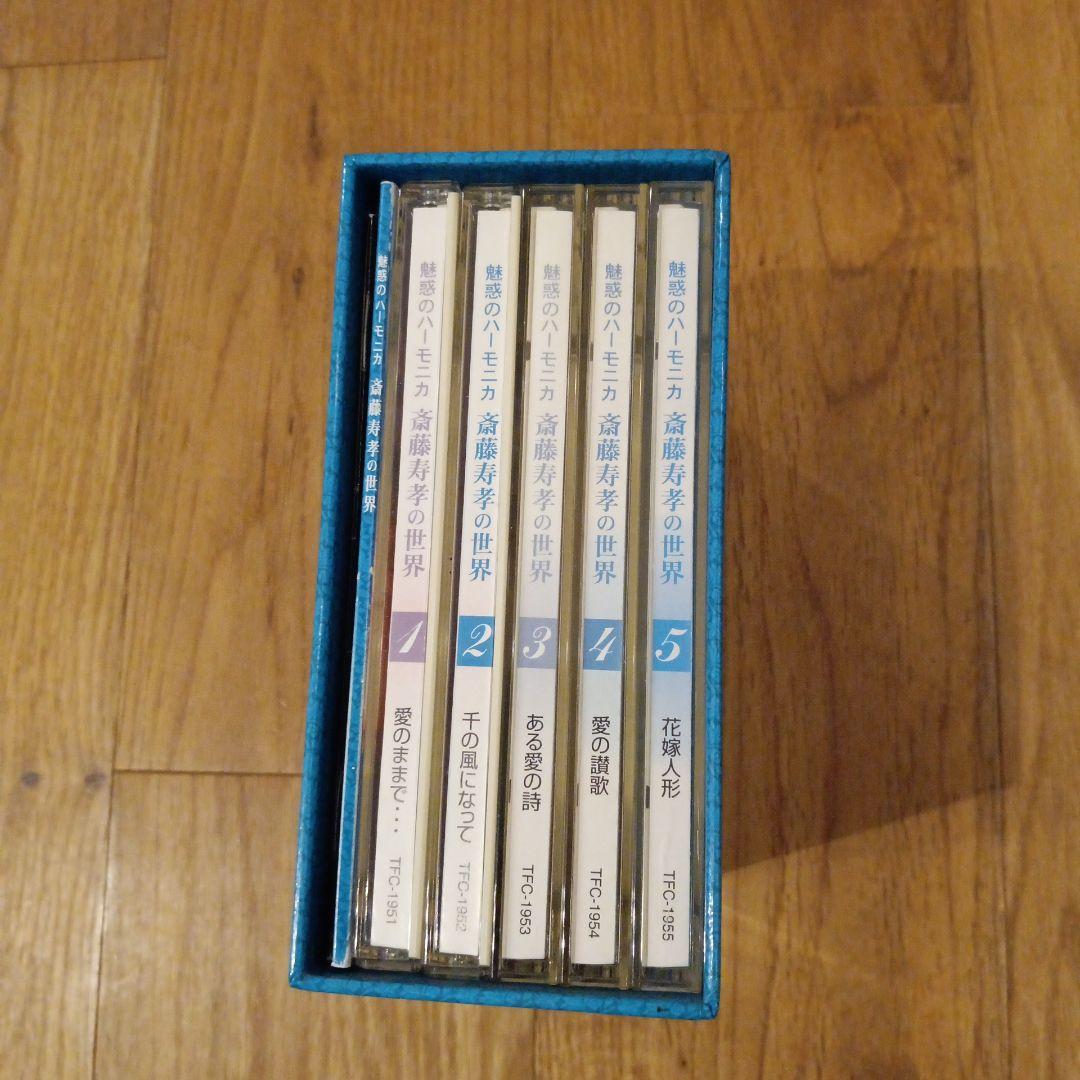 魅惑のハーモニカ 斎藤寿孝の世界
魅惑のハーモニカ 斎藤寿孝の世界 1 愛のままで・・・ TFC-1951
魅惑のハーモニカ 斎藤寿孝の世界 2 千の風になって TFC-1952
魅惑のハーモニカ 斎藤寿孝の世界 3 ある愛の詩 TFC-1953
魅惑のハーモニカ 斎藤寿孝の世界 4 愛の讃歌 TFC-1954
魅惑のハーモニカ 斎藤寿孝の世界 5 花嫁人形 TFC-1955